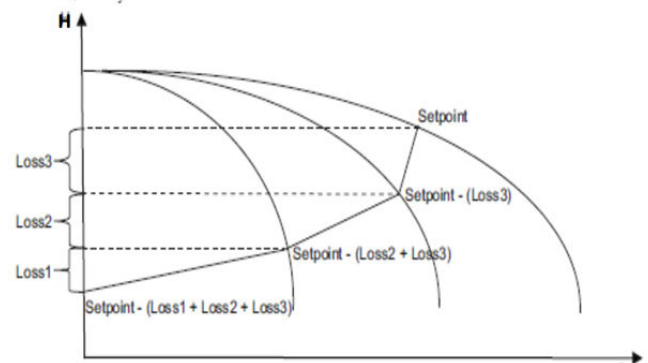 H
Setpoint
Loss3
Setpoint - (Loss3)
Loss2
Setpoint - (Loss2 + Loss3)
Loss1
Setpoint - (Loss1 + Loss2 + Loss3)